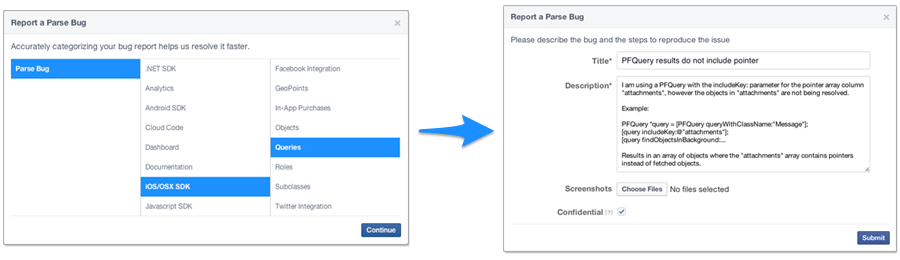 Report a Parse Bug
×
Accurately categorizing your bug report helps us resolve it faster.
Parse Bug
.NET SDK
Analytics
Android SDK
Cloud Code
Dashboard
Documentation
iOS/OSX SDK
Javascript SDK
Facebook Integration
GeoPoints
In-App Purchases
Objects
Queries
Roles
Subclasses
Twitter Integration
Continue
Report a Parse Bug
×
Please describe the bug and the steps to reproduce the issue
Title* PFQuery results do not include pointer
Description* I am using a PFQuery with the includeKey: parameter for the pointer array column
"attachments", however the objects in "attachments" are not being resolved.
Example:
PFQuery *query = [PFQuery queryWithClassName:"Message"];
[query includeKey:@"attachments"];
[query findObjectsInBackground:...
Results in an array of objects where the "attachments" array contains pointers
instead of fetched objects.
Screenshots Choose Files No files selected
Confidential [?]
Submit